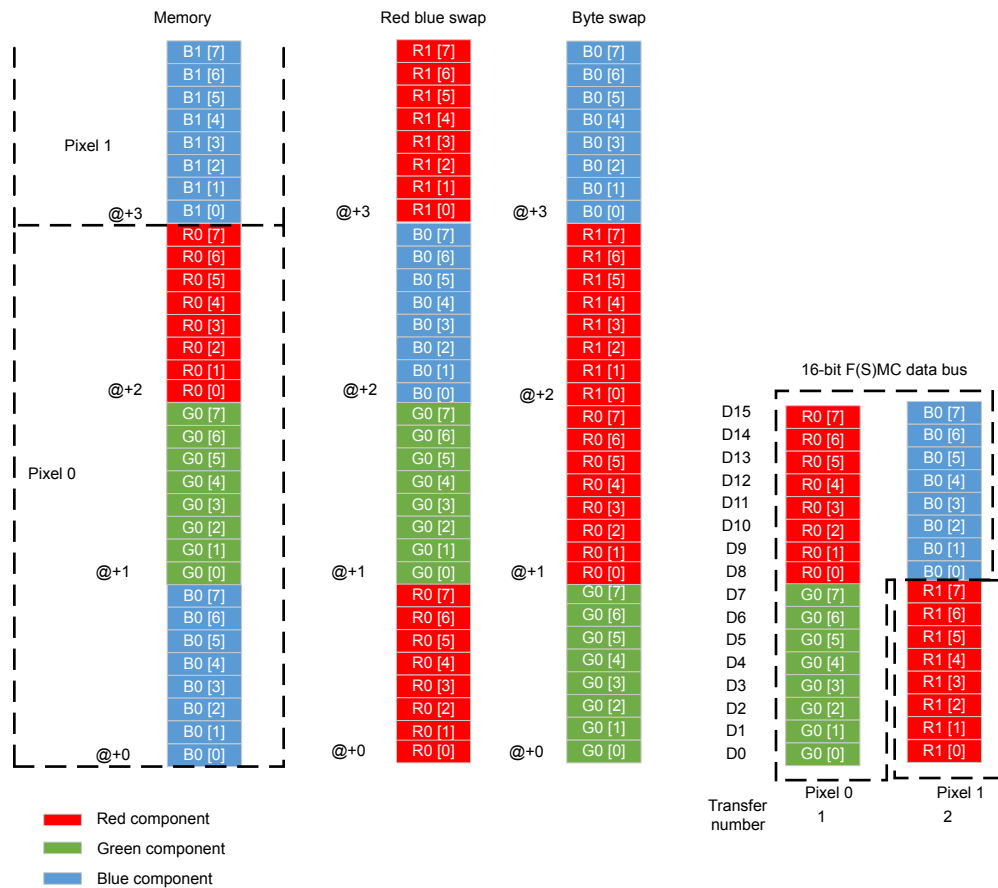 Memory
Red blue swap
Byte swap
B1 [7]
B1 [6]
B1 [5]
B1 [4]
B1 [3]
B1 [2]
B1 [1]
B1 [0]
R0 [7]
R0 [6]
R0 [5]
R0 [4]
R0 [3]
R0 [2]
R0 [1]
R0 [0]
G0 [7]
G0 [6]
G0 [5]
G0 [4]
G0 [3]
G0 [2]
G0 [1]
G0 [0]
B0 [7]
B0 [6]
B0 [5]
B0 [4]
B0 [3]
B0 [2]
B0 [1]
B0 [0]
Pixel 1
Pixel 0
@+3
@+2
@+1
@+0
R1 [7]
R1 [6]
R1 [5]
R1 [4]
R1 [3]
R1 [2]
R1 [1]
R1 [0]
B0 [7]
B0 [6]
B0 [5]
B0 [4]
B0 [3]
B0 [2]
B0 [1]
B0 [0]
G0 [7]
G0 [6]
G0 [5]
G0 [4]
G0 [3]
G0 [2]
G0 [1]
G0 [0]
R0 [7]
R0 [6]
R0 [5]
R0 [4]
R0 [3]
R0 [2]
R0 [1]
R0 [0]
@+3
@+2
@+1
@+0
B0 [7]
B0 [6]
B0 [5]
B0 [4]
B0 [3]
B0 [2]
B0 [1]
B0 [0]
R1 [7]
R1 [6]
R1 [5]
R1 [4]
R1 [3]
R1 [2]
R1 [1]
R1 [0]
R0 [7]
R0 [6]
R0 [5]
R0 [4]
R0 [3]
R0 [2]
R0 [1]
R0 [0]
G0 [7]
G0 [6]
G0 [5]
G0 [4]
G0 [3]
G0 [2]
G0 [1]
G0 [0]
@+3
@+2
@+1
@+0
16-bit F(S)MC data bus
D15 R0 [7] B0 [7]
D14 R0 [6] B0 [6]
D13 R0 [5] B0 [5]
D12 R0 [4] B0 [4]
D11 R0 [3] B0 [3]
D10 R0 [2] B0 [2]
D9 R0 [1] B0 [1]
D8 R0 [0] B0 [0]
D7 G0 [7] R1 [7]
D6 G0 [6] R1 [6]
D5 G0 [5] R1 [5]
D4 G0 [4] R1 [4]
D3 G0 [3] R1 [3]
D2 G0 [2] R1 [2]
D1 G0 [1] R1 [1]
D0 G0 [0] R1 [0]
Pixel 0 Pixel 1
Transfer
number
1 2
Red component
Green component
Blue component